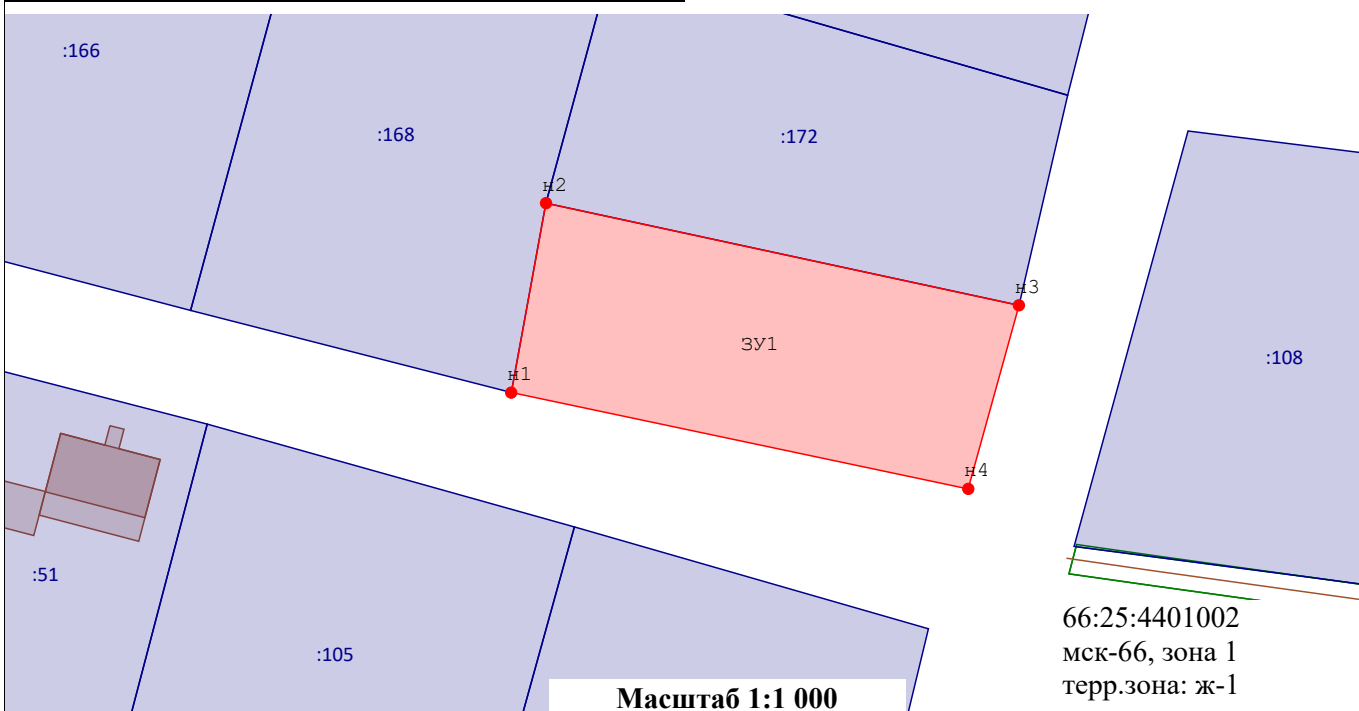 :166
:168
:172
н2
н3
ЗУ1
:108
н1
н4
:51
:105
66:25:4401002
мск-66, зона 1
терр.зона: ж-1
Масштаб 1:1 000